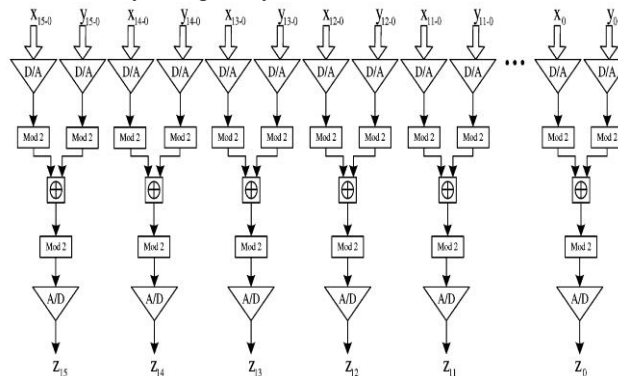 x15-0 y15-0 x14-0 y14-0 x13-0 y13-0 x12-0 y12-0 x11-0 y11-0 x0 y0
D/A D/A D/A D/A D/A D/A D/A D/A D/A D/A ••• D/A D/A
Mod 2 Mod 2 Mod 2 Mod 2 Mod 2 Mod 2 Mod 2 Mod 2 Mod 2 Mod 2 Mod 2 Mod 2
⊕ ⊕ ⊕ ⊕ ⊕ ⊕
Mod 2 Mod 2 Mod 2 Mod 2 Mod 2 Mod 2
A/D A/D A/D A/D A/D A/D
z15 z14 z13 z12 z11 z0